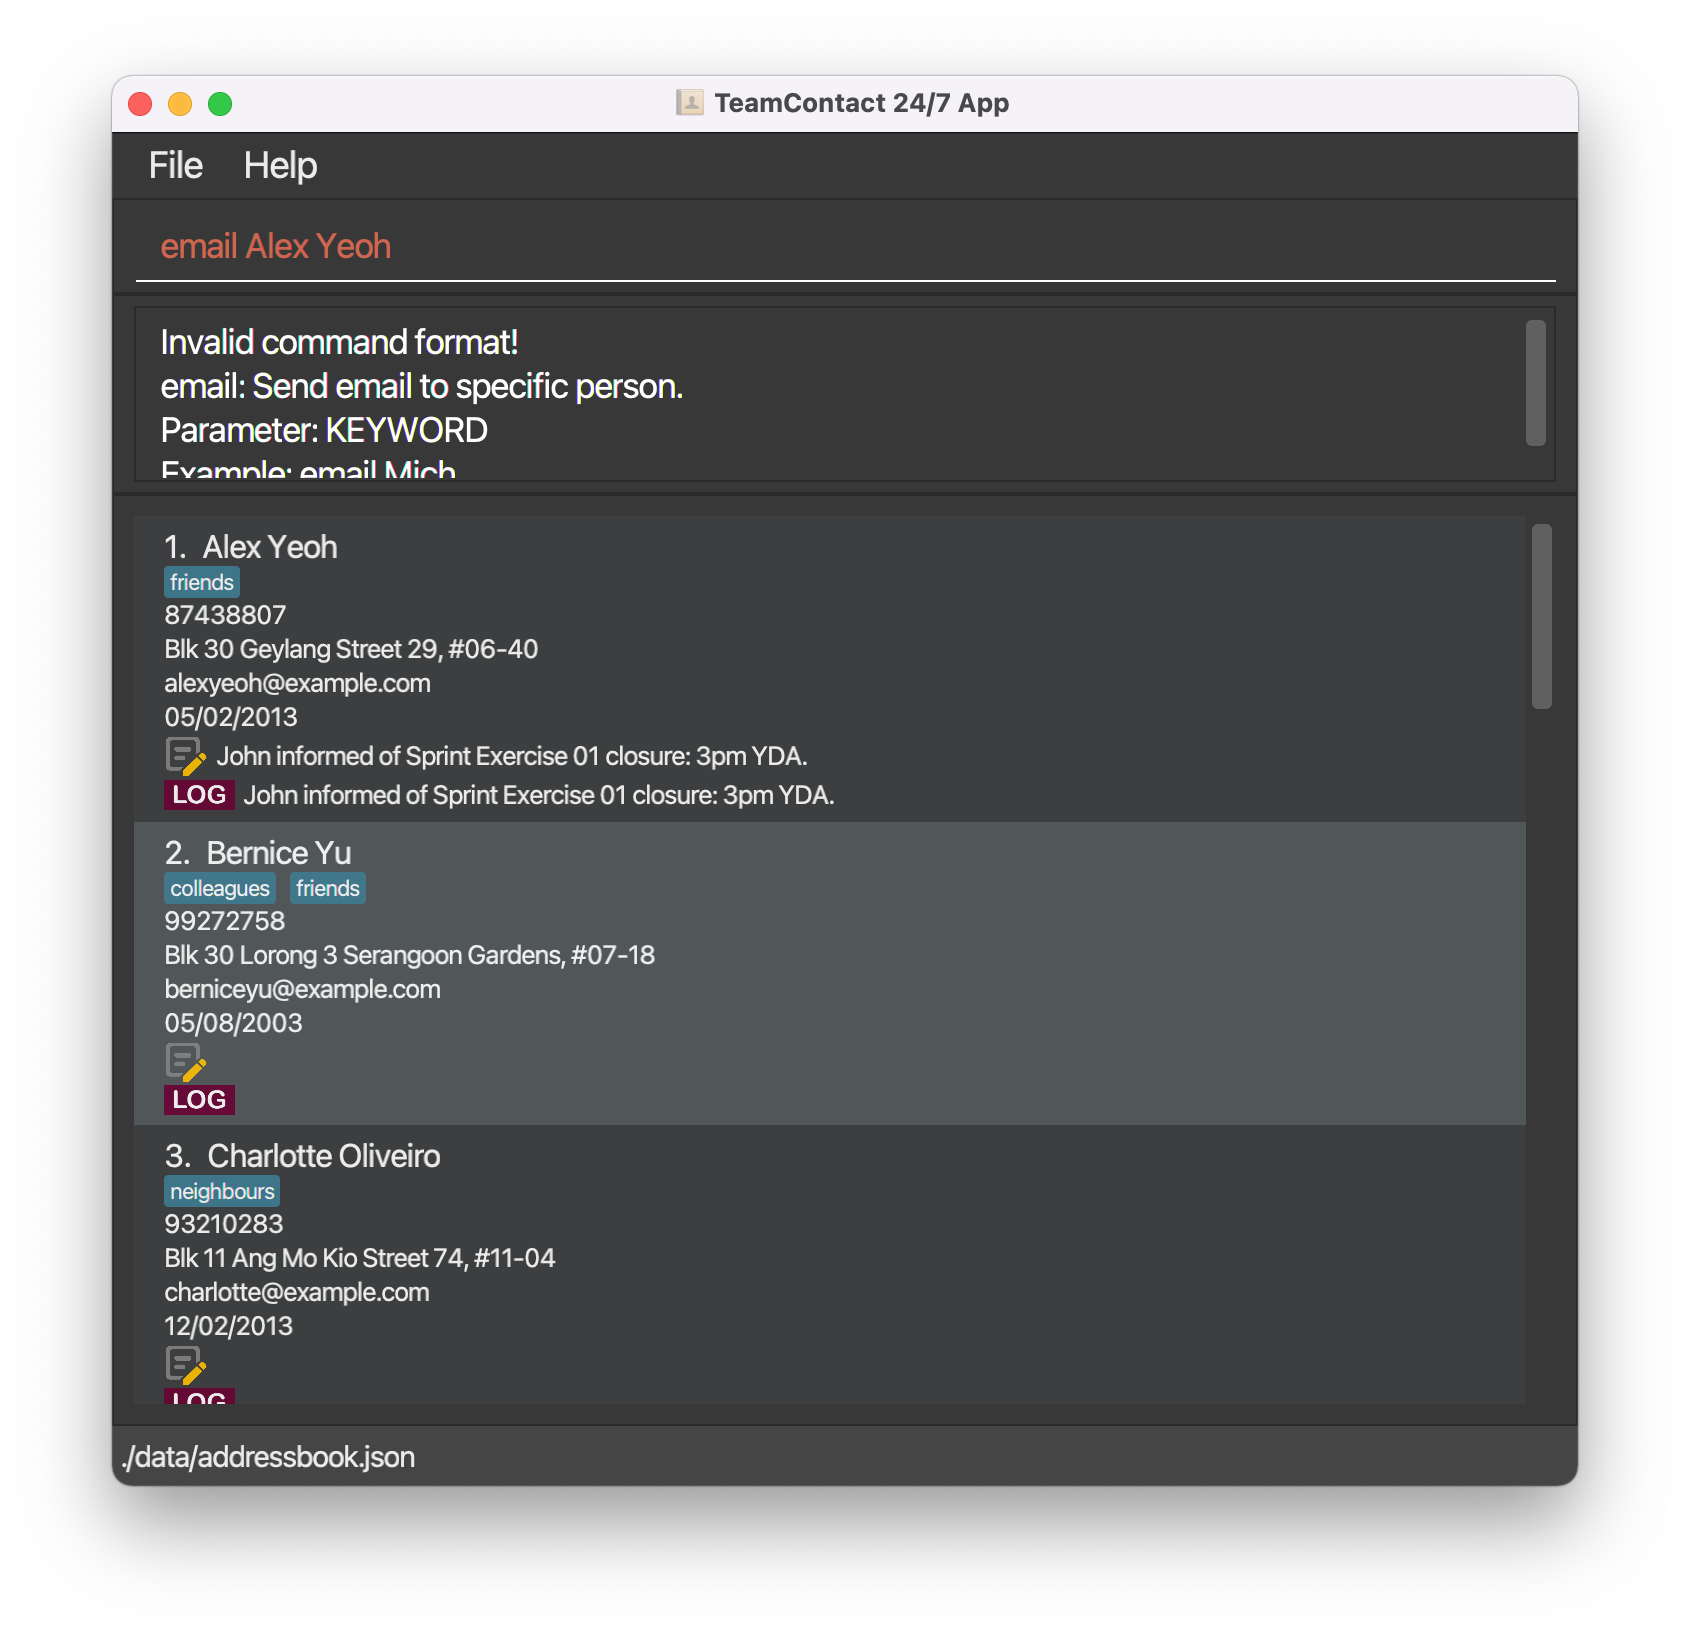 TeamContact 24/7 App
File Help
email Alex Yeoh
Invalid command format!
email: Send email to specific person.
Parameter: KEYWORD
Example: email Mich
1. Alex Yeoh
friends
87438807
Blk 30 Geylang Street 29, #06-40
alexyeoh@example.com
05/02/2013
John informed of Sprint Exercise 01 closure: 3pm YDA.
LOG John informed of Sprint Exercise 01 closure: 3pm YDA.
2. Bernice Yu
colleagues friends
99272758
Blk 30 Lorong 3 Serangoon Gardens, #07-18
berniceyu@example.com
05/08/2003
LOG
3. Charlotte Oliveiro
neighbours
93210283
Blk 11 Ang Mo Kio Street 74, #11-04
charlotte@example.com
12/02/2013
LOG
./data/addressbook.json